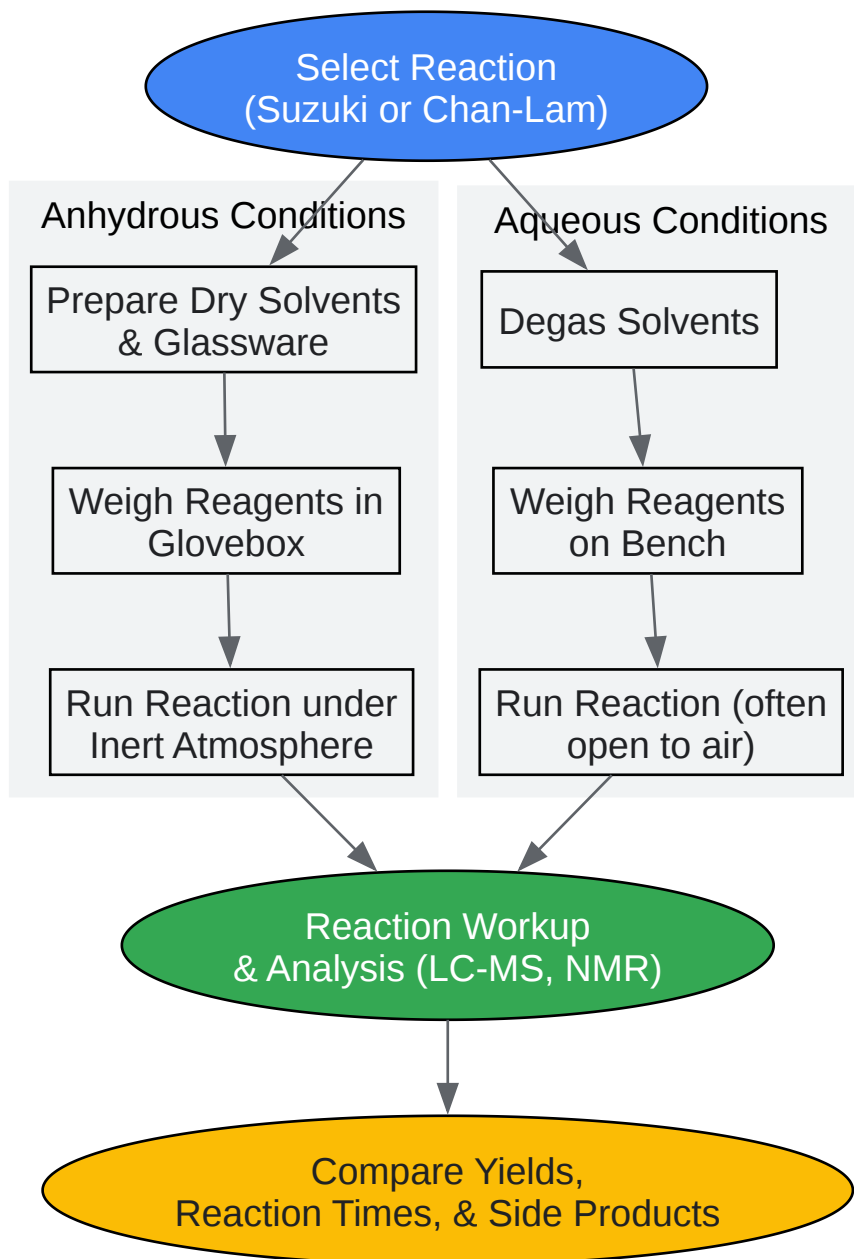 Select Reaction
(Suzuki or Chan-Lam)
Anhydrous Conditions
Prepare Dry Solvents
& Glassware
Weigh Reagents in
Glovebox
Run Reaction under
Inert Atmosphere
Aqueous Conditions
Degas Solvents
Weigh Reagents
on Bench
Run Reaction (often
open to air)
Reaction Workup
& Analysis (LC-MS, NMR)
Compare Yields,
Reaction Times, & Side Products